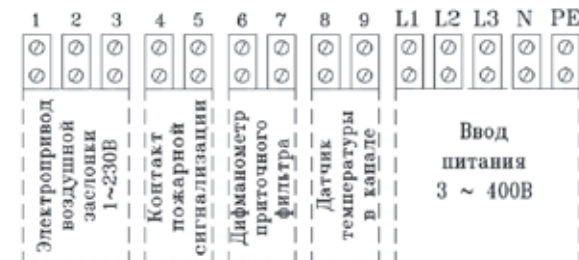 1 2 3 4 5 6 7 8 9 L1 L2 L3 N PE
Электропривод
воздушной
заслонки
1~230В
Контакт
пожарной
сигнализации
Дифманометр
приточного
фильтра
Датчик
температуры
в канале
Ввод
питания
3 ~ 400В